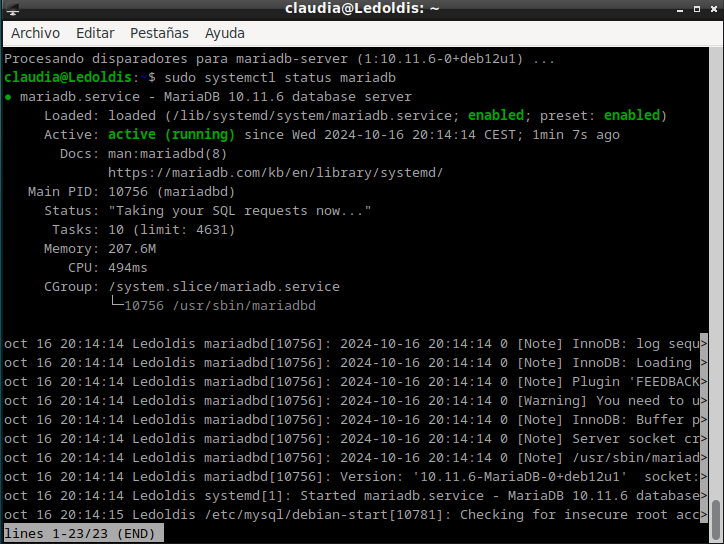 claudia@Ledoldis: ~
Archivo Editar Pestañas Ayuda
Procesando disparadores para mariadb-server (1:10.11.6-0+deb12u1) ...
claudia@Ledoldis:~$ sudo systemctl status mariadb
● mariadb.service - MariaDB 10.11.6 database server
Loaded: loaded (/lib/systemd/system/mariadb.service; enabled; preset: enabled)
Active: active (running) since Wed 2024-10-16 20:14:14 CEST; 1min 7s ago
Docs: man:mariadbd(8)
https://mariadb.com/kb/en/library/systemd/
Main PID: 10756 (mariadbd)
Status: "Taking your SQL requests now..."
Tasks: 10 (limit: 4631)
Memory: 207.6M
CPU: 494ms
CGroup: /system.slice/mariadb.service
└─10756 /usr/sbin/mariadbd
oct 16 20:14:14 Ledoldis mariadbd[10756]: 2024-10-16 20:14:14 0 [Note] InnoDB: log sequ>
oct 16 20:14:14 Ledoldis mariadbd[10756]: 2024-10-16 20:14:14 0 [Note] InnoDB: Loading >
oct 16 20:14:14 Ledoldis mariadbd[10756]: 2024-10-16 20:14:14 0 [Note] Plugin 'FEEDBACK>
oct 16 20:14:14 Ledoldis mariadbd[10756]: 2024-10-16 20:14:14 0 [Warning] You need to u>
oct 16 20:14:14 Ledoldis mariadbd[10756]: 2024-10-16 20:14:14 0 [Note] InnoDB: Buffer p>
oct 16 20:14:14 Ledoldis mariadbd[10756]: 2024-10-16 20:14:14 0 [Note] Server socket cr>
oct 16 20:14:14 Ledoldis mariadbd[10756]: 2024-10-16 20:14:14 0 [Note] /usr/sbin/mariad>
oct 16 20:14:14 Ledoldis mariadbd[10756]: Version: '10.11.6-MariaDB-0+deb12u1'  socket:>
oct 16 20:14:14 Ledoldis systemd[1]: Started mariadb.service - MariaDB 10.11.6 database>
oct 16 20:14:15 Ledoldis /etc/mysql/debian-start[10781]: Checking for insecure root acc>
lines 1-23/23 (END)